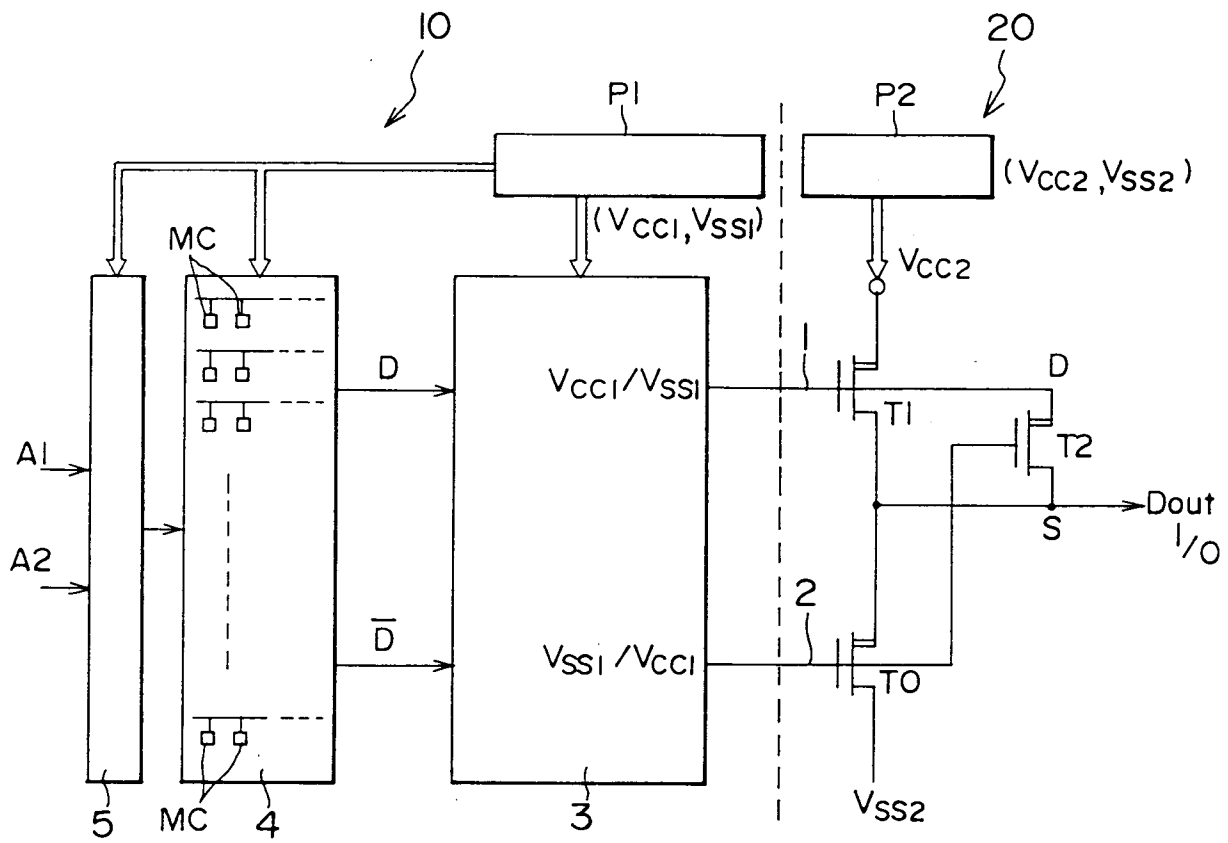 10
20
P1
P2
(VCC2, VSS2)
(VCC1, VSS1)
MC
VCC2
1
D
D
VCC1/VSS1
T1
T2
A1
Dout
S
I/O
A2
2
D̅
VSS1/VCC1
T0
VSS2
5
MC
4
3